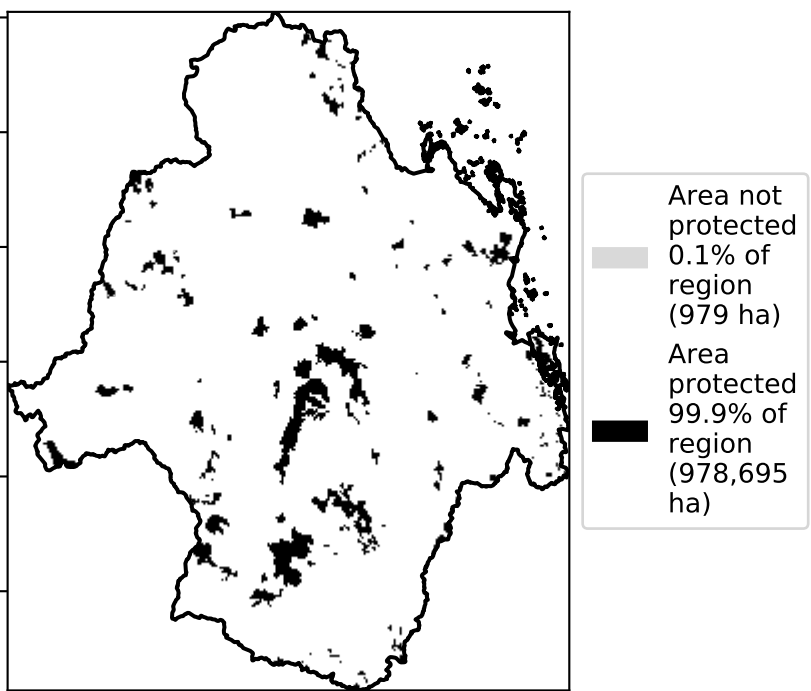 Area not
protected
0.1% of
region
(979 ha)
Area
protected
99.9% of
region
(978,695
ha)